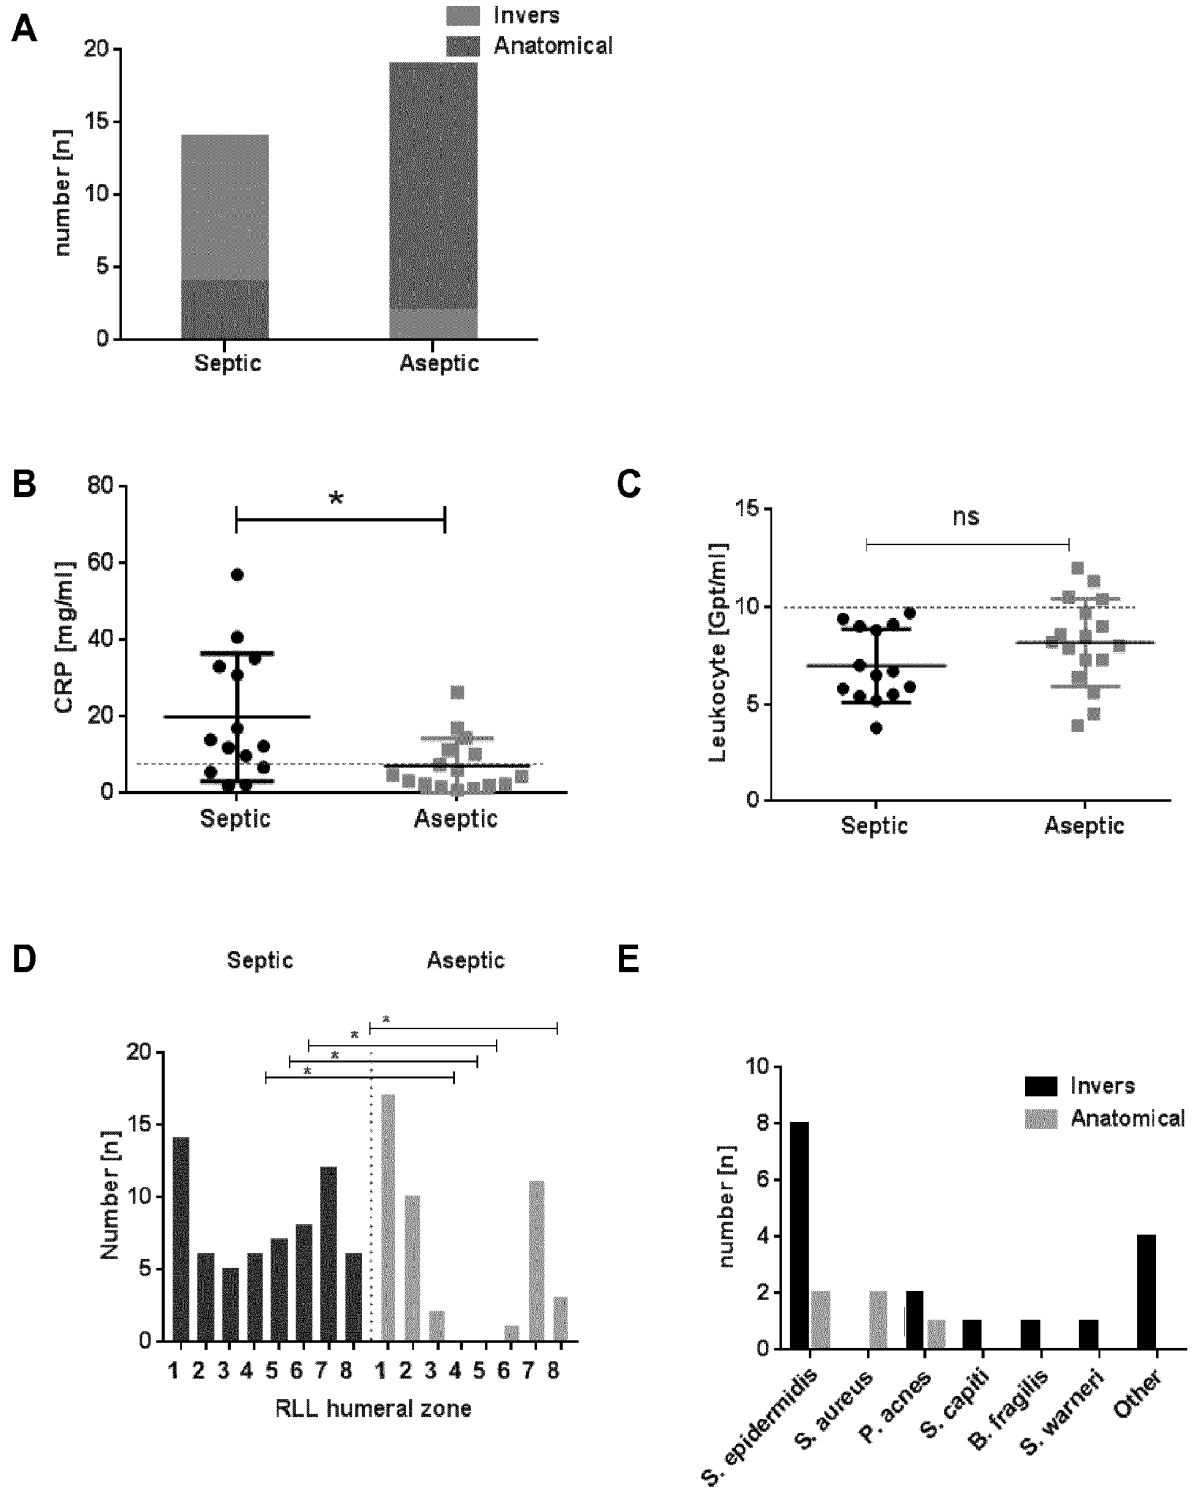 A
Invers
Anatomical
20
15
10
5
0
number [n]
Septic
Aseptic
B
80
60
40
20
0
CRP [mg/ml]
*
Septic
Aseptic
C
15
10
5
0
Leukocyte [Gpt/ml]
ns
Septic
Aseptic
D
Septic
Aseptic
*
*
*
*
20
15
10
5
0
Number [n]
1 2 3 4 5 6 7 8 1 2 3 4 5 6 7 8
RLL humeral zone
E
Invers
Anatomical
10
8
6
4
2
0
number [n]
S. epidermidis
S. aureus
P. acnes
S. capiti
B. fragilis
S. warneri
Other